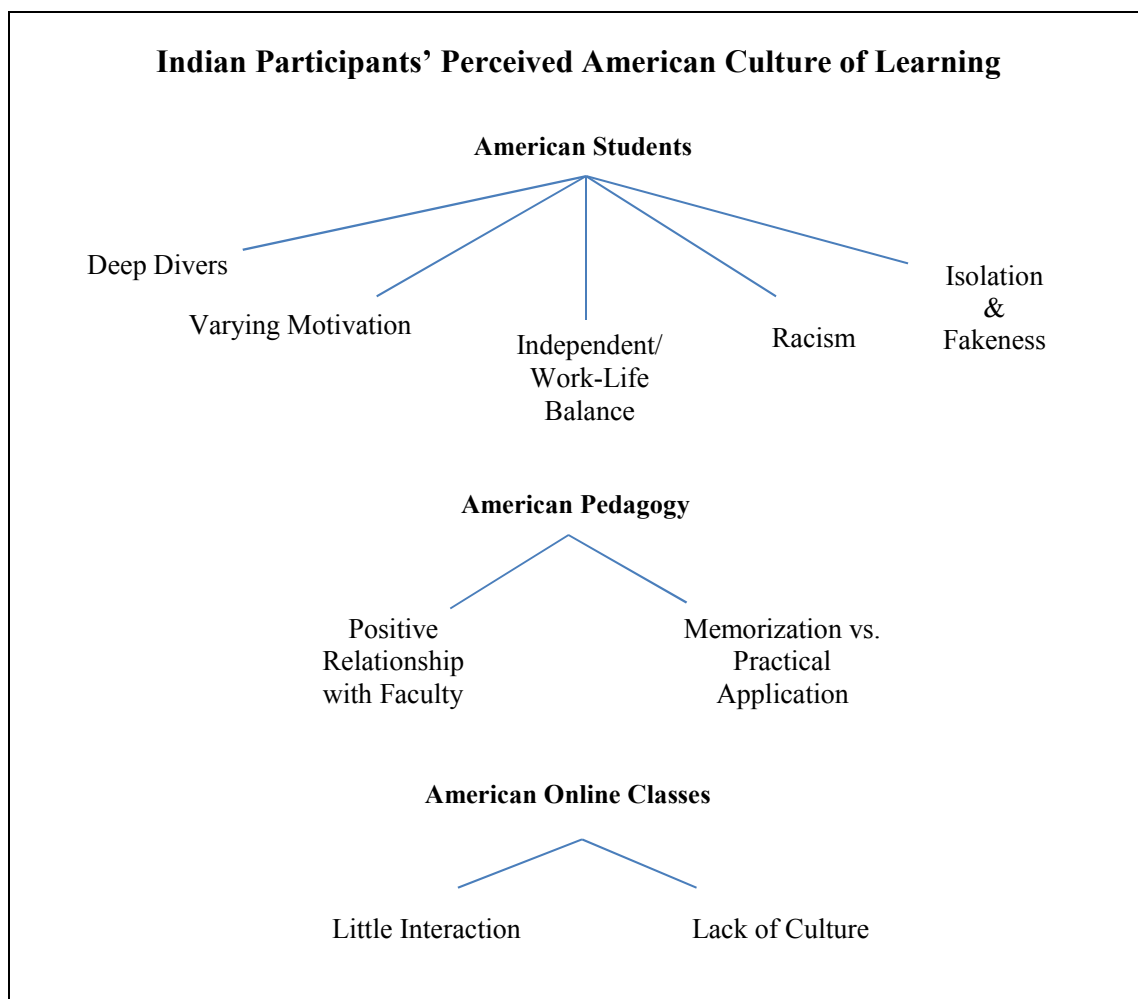 Indian Participants’ Perceived American Culture of Learning
American Students
Deep Divers
Varying Motivation
Independent/
Work-Life
Balance
Racism
Isolation
&
Fakeness
American Pedagogy
Positive
Relationship
with Faculty
Memorization vs.
Practical
Application
American Online Classes
Little Interaction
Lack of Culture